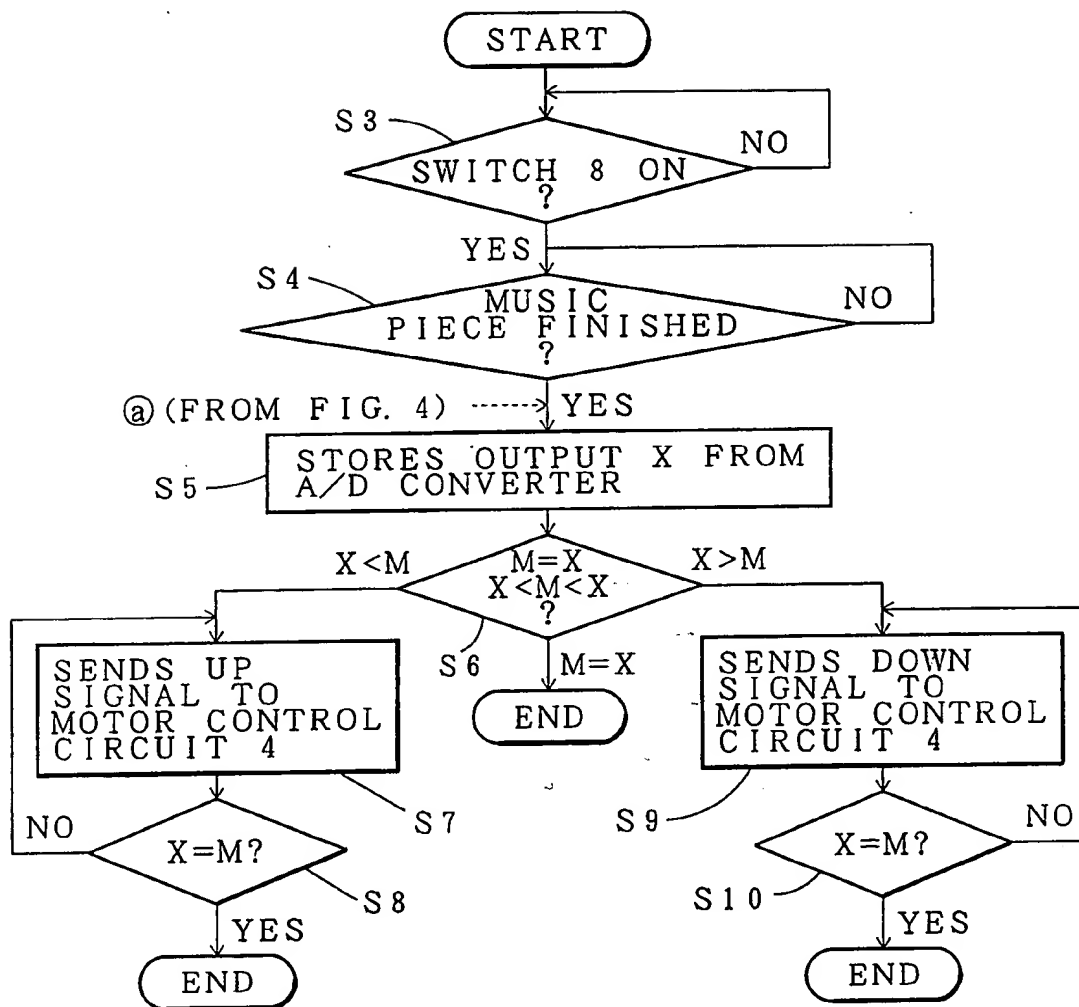 START
S3
NO
SWITCH 8 ON
?
YES
S4
NO
MUSIC
PIECE FINISHED
?
ⓐ (FROM FIG. 4)
YES
STORES OUTPUT X FROM
A/D CONVERTER
S5
X<M
M=X
X<M<X
?
X>M
S6
M=X
END
SENDS UP
SIGNAL TO
MOTOR CONTROL
CIRCUIT 4
S7
SENDS DOWN
SIGNAL TO
MOTOR CONTROL
CIRCUIT 4
S9
NO
X=M?
S8
YES
END
NO
X=M?
S10
YES
END